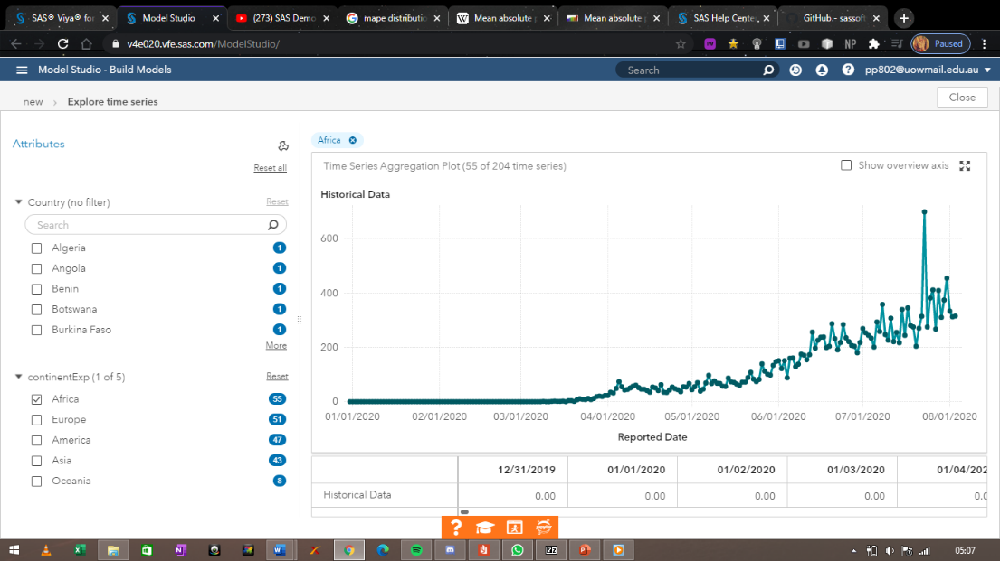 SAS® Viya® for
Model Studio
(273) SAS Demo
mape distributio
Mean absolute p
Mean absolute p
SAS Help Cente
GitHub - sassoft
v4e020.vfe.sas.com/ModelStudio/
NP
Paused
Model Studio - Build Models
Search
pp802@uowmail.edu.au
new
Explore time series
Close
Attributes
Reset all
Country (no filter)
Reset
Search
Algeria 1
Angola 1
Benin 1
Botswana 1
Burkina Faso 1
More
continentExp (1 of 5)
Reset
Africa 55
Europe 51
America 47
Asia 43
Oceania 8
Africa
Time Series Aggregation Plot (55 of 204 time series)
Show overview axis
Historical Data
600
400
200
0
01/01/2020 02/01/2020 03/01/2020 04/01/2020 05/01/2020 06/01/2020 07/01/2020 08/01/2020
Reported Date
12/31/2019 01/01/2020 01/02/2020 01/03/2020 01/04/202
Historical Data 0.00 0.00 0.00 0.00 0.0
05:07